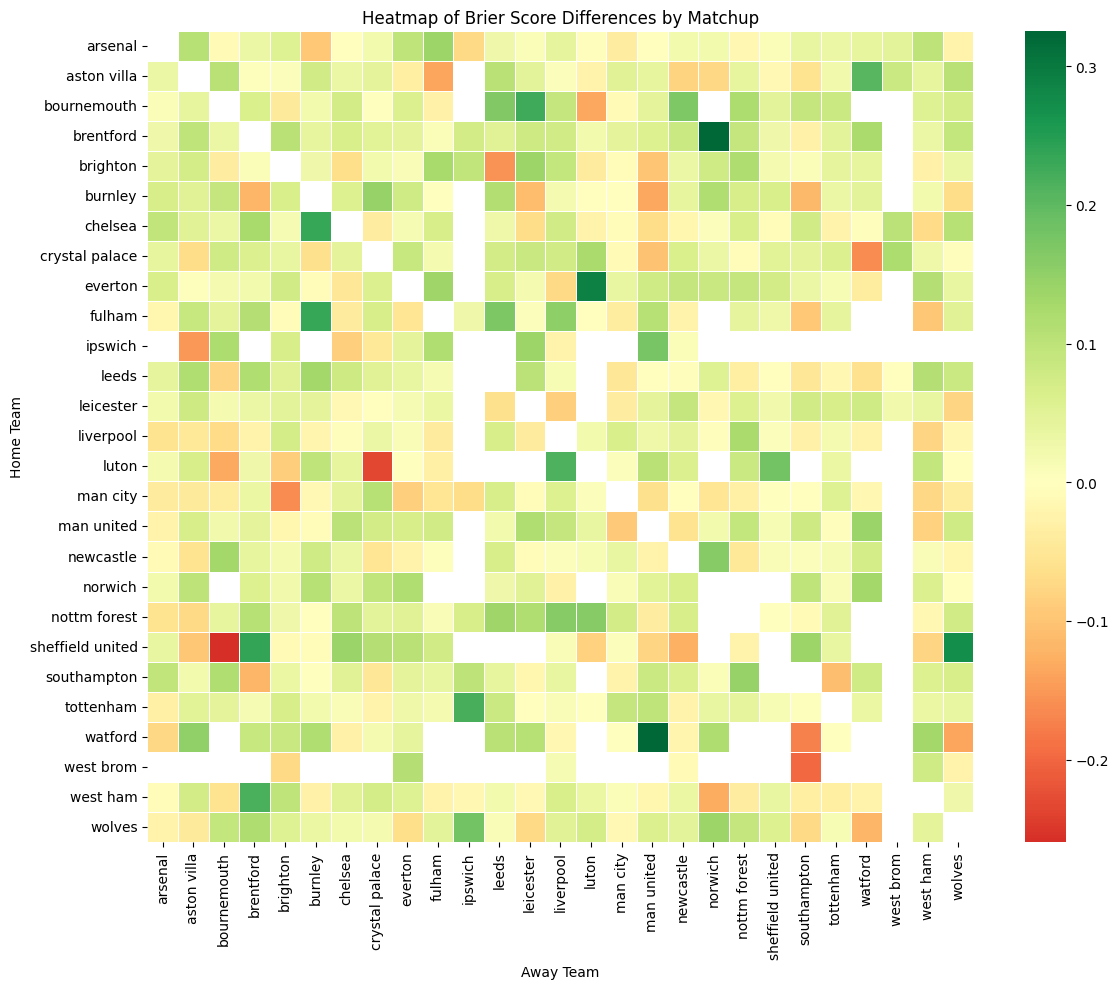 Heatmap of Brier Score Differences by Matchup
Home Team
arsenal
aston villa
bournemouth
brentford
brighton
burnley
chelsea
crystal palace
everton
fulham
ipswich
leeds
leicester
liverpool
luton
man city
man united
newcastle
norwich
nottm forest
sheffield united
southampton
tottenham
watford
west brom
west ham
wolves
arsenal
aston villa
bournemouth
brentford
brighton
burnley
chelsea
crystal palace
everton
fulham
ipswich
leeds
leicester
liverpool
luton
man city
man united
newcastle
norwich
nottm forest
sheffield united
southampton
tottenham
watford
west brom
west ham
wolves
Away Team
0.3
0.2
0.1
0.0
−0.1
−0.2